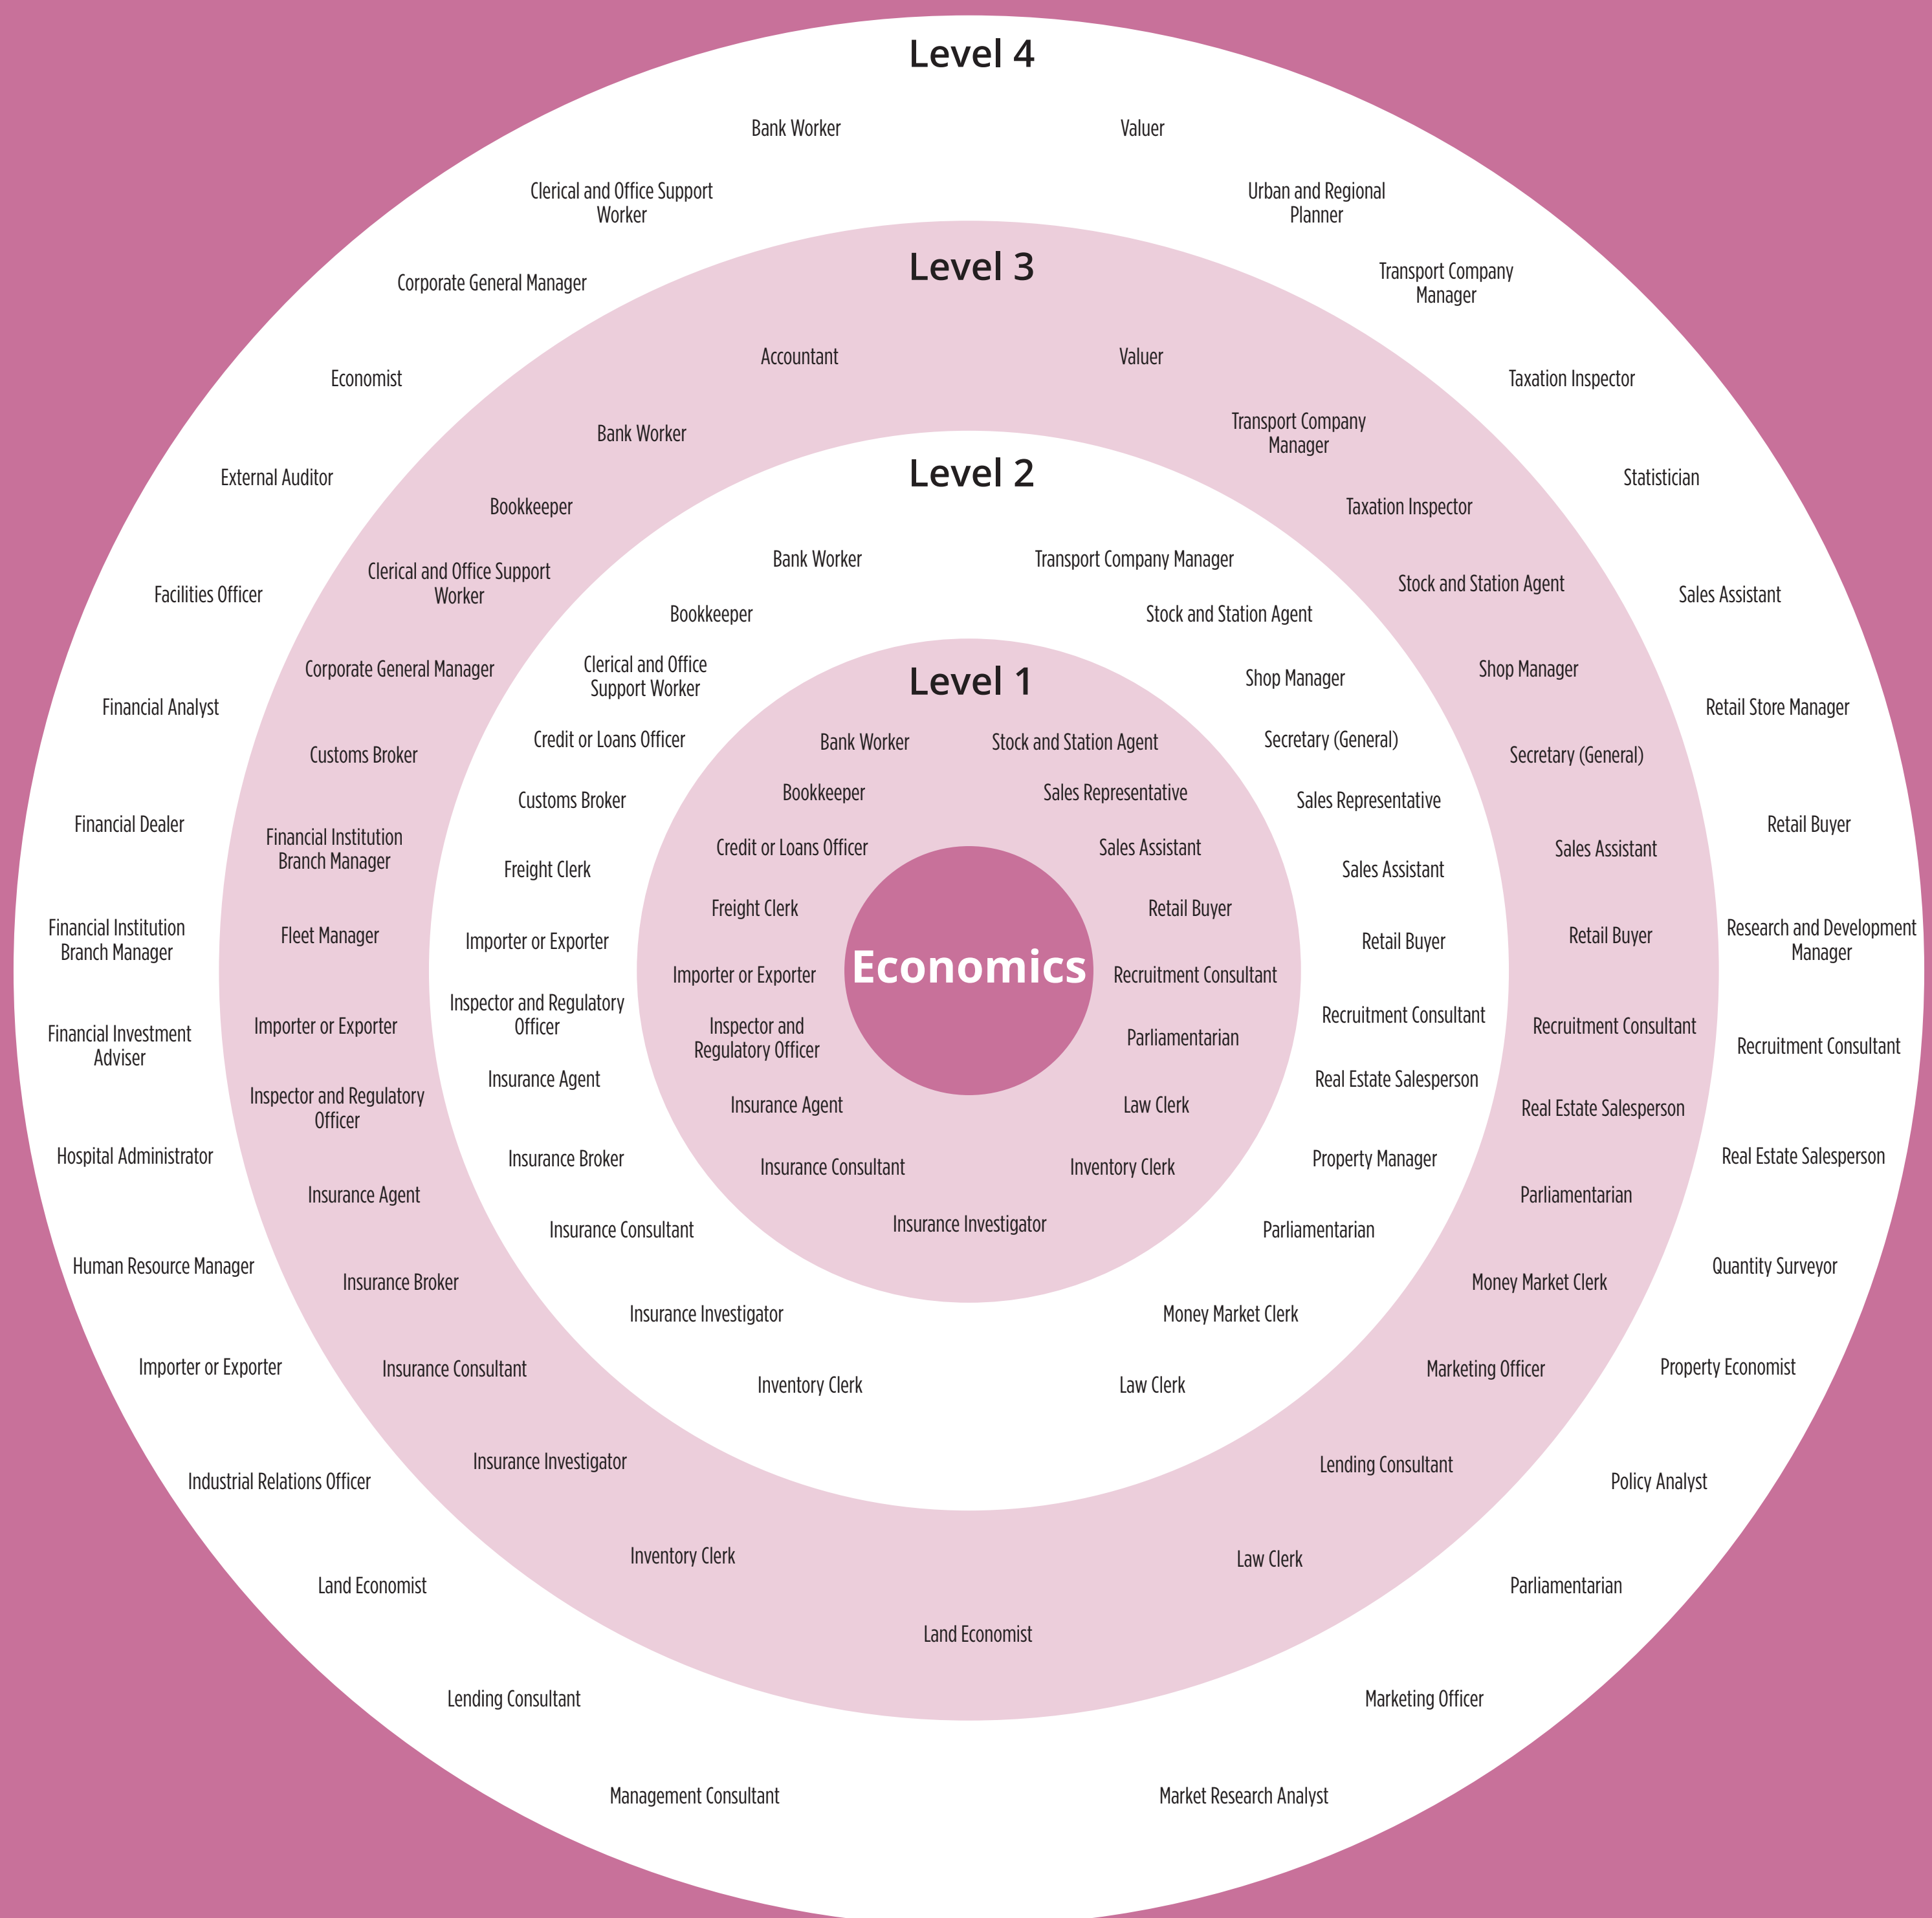 Level 4
Bank Worker
Valuer
Clerical and Office Support
Worker
Urban and Regional
Planner
Corporate General Manager
Transport Company
Manager
Economist
Taxation Inspector
External Auditor
Statistician
Facilities Officer
Sales Assistant
Financial Analyst
Retail Store Manager
Financial Dealer
Retail Buyer
Financial Institution
Branch Manager
Research and Development
Manager
Financial Investment
Adviser
Recruitment Consultant
Hospital Administrator
Real Estate Salesperson
Human Resource Manager
Quantity Surveyor
Importer or Exporter
Property Economist
Industrial Relations Officer
Policy Analyst
Land Economist
Parliamentarian
Lending Consultant
Marketing Officer
Management Consultant
Market Research Analyst
Level 3
Accountant
Valuer
Bank Worker
Transport Company
Manager
Bookkeeper
Taxation Inspector
Clerical and Office Support
Worker
Stock and Station Agent
Corporate General Manager
Shop Manager
Customs Broker
Secretary (General)
Financial Institution
Branch Manager
Sales Assistant
Fleet Manager
Retail Buyer
Importer or Exporter
Recruitment Consultant
Inspector and Regulatory
Officer
Real Estate Salesperson
Insurance Agent
Parliamentarian
Insurance Broker
Money Market Clerk
Insurance Consultant
Marketing Officer
Insurance Investigator
Lending Consultant
Inventory Clerk
Law Clerk
Land Economist
Level 2
Bank Worker
Transport Company Manager
Bookkeeper
Stock and Station Agent
Clerical and Office
Support Worker
Shop Manager
Credit or Loans Officer
Secretary (General)
Customs Broker
Sales Representative
Freight Clerk
Sales Assistant
Importer or Exporter
Retail Buyer
Inspector and Regulatory
Officer
Recruitment Consultant
Insurance Agent
Real Estate Salesperson
Insurance Broker
Property Manager
Insurance Consultant
Parliamentarian
Insurance Investigator
Money Market Clerk
Inventory Clerk
Law Clerk
Level 1
Bank Worker
Stock and Station Agent
Bookkeeper
Sales Representative
Credit or Loans Officer
Sales Assistant
Freight Clerk
Retail Buyer
Importer or Exporter
Recruitment Consultant
Inspector and
Regulatory Officer
Parliamentarian
Insurance Agent
Law Clerk
Insurance Consultant
Inventory Clerk
Insurance Investigator
Economics